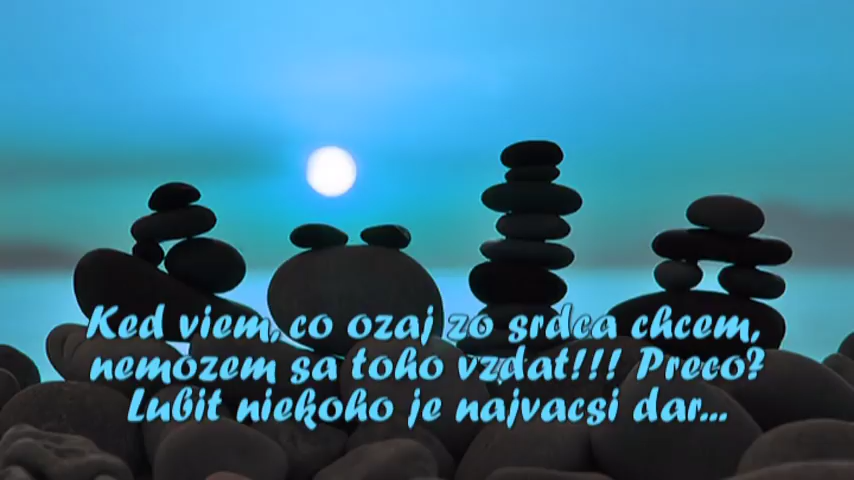 Ked viem, co ozaj zo srdca chcem,
nemozem sa toho vzdat!!! Preco?
Lubit niekoho je najvacsi dar...